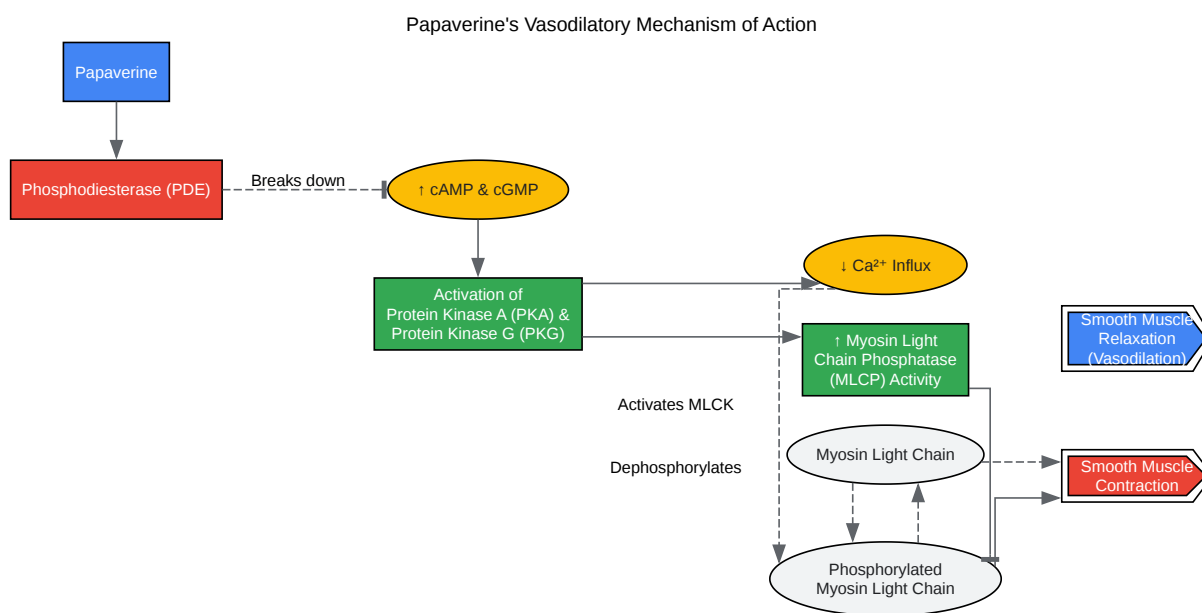 Papaverine's Vasodilatory Mechanism of Action
Papaverine
Phosphodiesterase (PDE)
Breaks down
↑ cAMP & cGMP
Activation of
Protein Kinase A (PKA) &
Protein Kinase G (PKG)
↓ Ca²⁺ Influx
↑ Myosin Light
Chain Phosphatase
(MLCP) Activity
Smooth Muscle
Relaxation
(Vasodilation)
Activates MLCK
Dephosphorylates
Myosin Light Chain
Smooth Muscle
Contraction
Phosphorylated
Myosin Light Chain